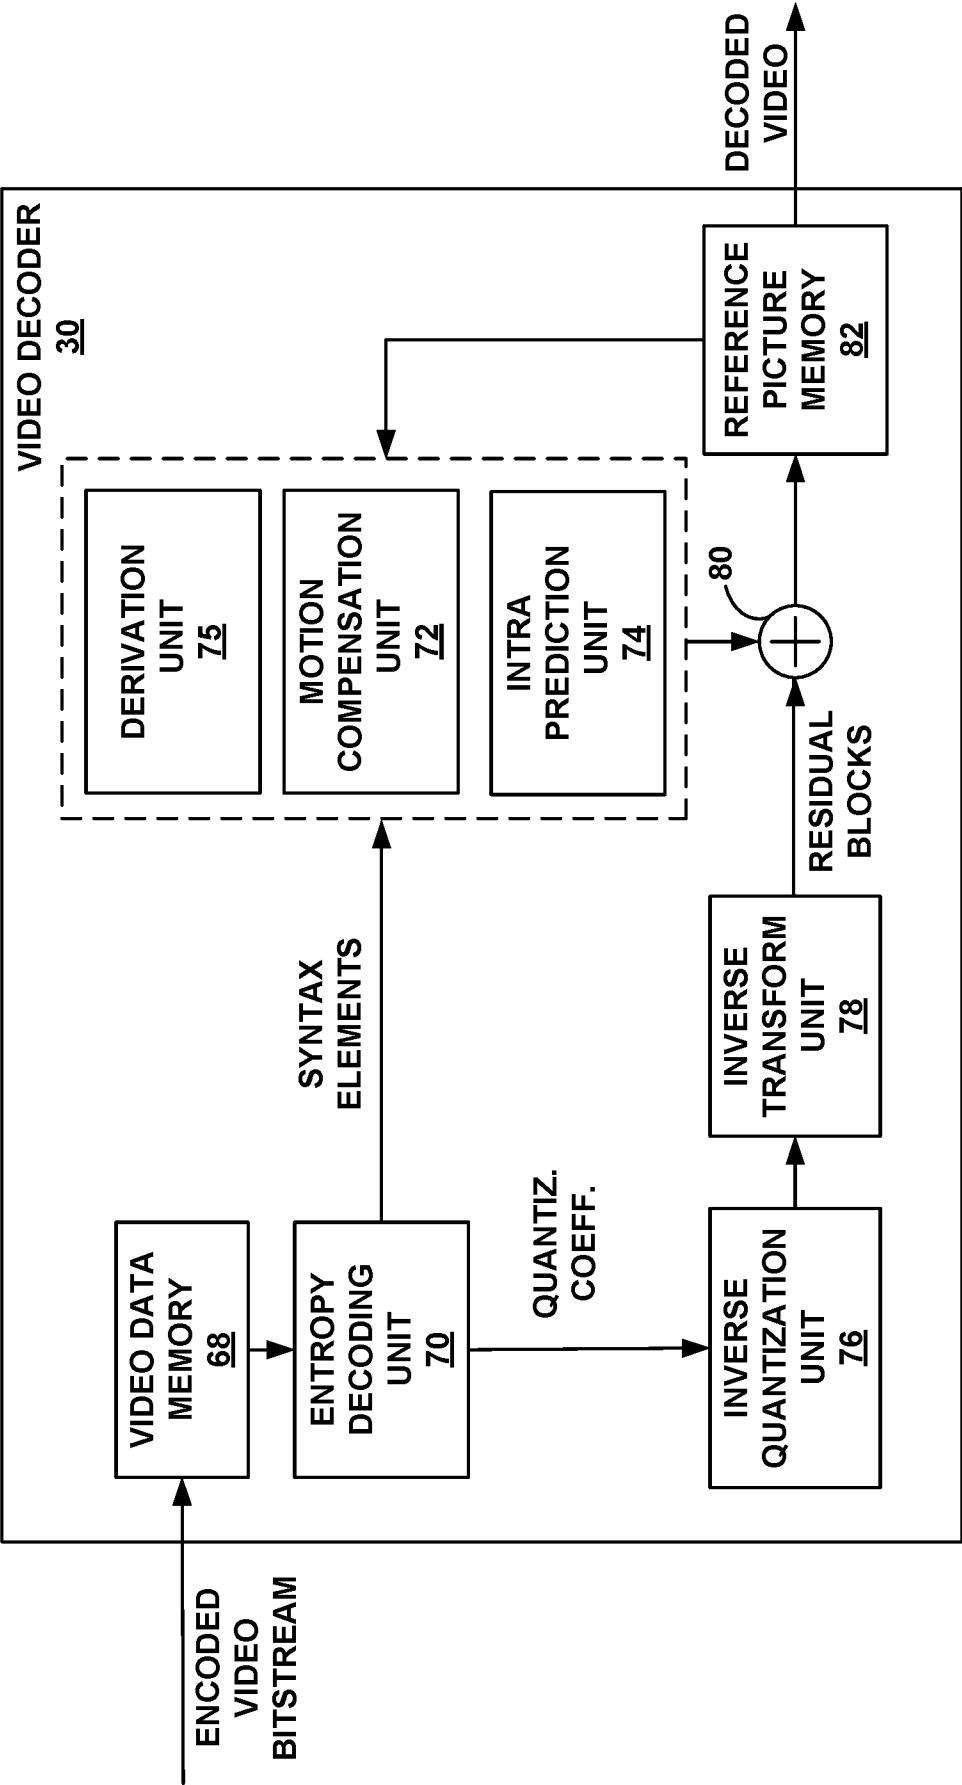 VIDEO DECODER
30
ENCODED
VIDEO
BITSTREAM
VIDEO DATA
MEMORY
68
ENTROPY
DECODING
UNIT
70
SYNTAX
ELEMENTS
QUANTIZ.
COEFF.
DERIVATION
UNIT
75
MOTION
COMPENSATION
UNIT
72
INTRA
PREDICTION
UNIT
74
INVERSE
QUANTIZATION
UNIT
76
INVERSE
TRANSFORM
UNIT
78
RESIDUAL
BLOCKS
80
REFERENCE
PICTURE
MEMORY
82
DECODED
VIDEO